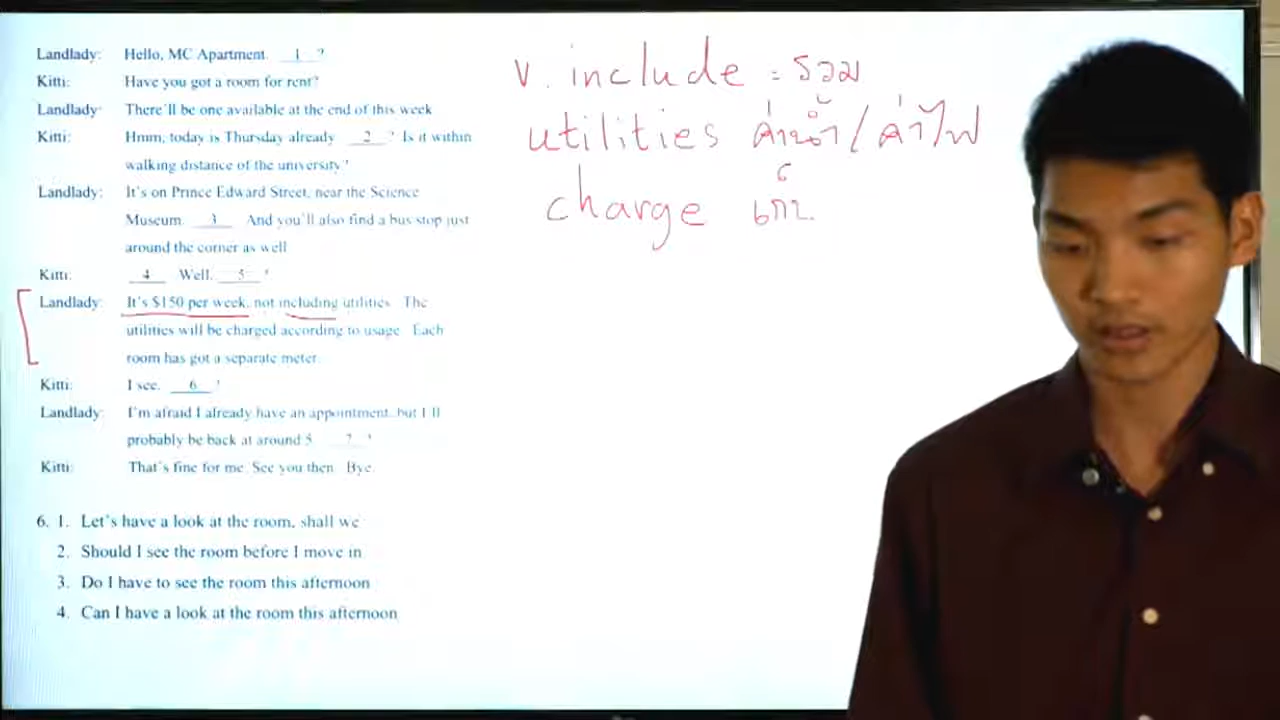 Landlady: Hello, MC Apartment. 1 ?
Kitti: Have you got a room for rent?
Landlady: There'll be one available at the end of this week
Kitti: Hmm, today is Thursday already 2 ? Is it within
walking distance of the university?
Landlady: It's on Prince Edward Street, near the Science
Museum. 3 And you'll also find a bus stop just
around the corner as well
Kitti: 4 Well. 5 ?
Landlady: It's $150 per week, not including utilities. The
utilities will be charged according to usage. Each
room has got a separate meter.
Kitti: I see. 6 ?
Landlady: I'm afraid I already have an appointment, but I'll
probably be back at around 5. 7 ?
Kitti: That's fine for me. See you then. Bye.
6. 1. Let's have a look at the room, shall we
2. Should I see the room before I move in
3. Do I have to see the room this afternoon
4. Can I have a look at the room this afternoon
v. include = รวม
utilities ค่าน้ำ / ค่าไฟ
charge เก็บ